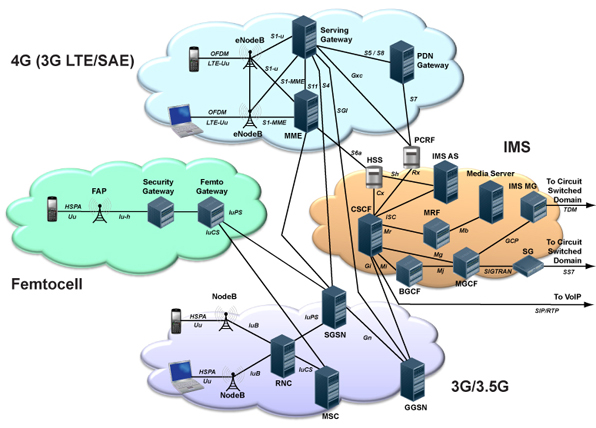 4G (3G LTE/SAE)
OFDM
LTE-Uu
eNodeB
S1-u
Serving
Gateway
S5 / S8
PDN
Gateway
Gxc
S1-u
S1-MME
S11
S4
SGI
S7
OFDM
LTE-Uu
S1-MME
eNodeB
MME
S6a
PCRF
HSS
Sh
Rx
Cx
IMS
IMS AS
Media Server
IMS MG
To Circuit
Switched
Domain
TDM
CSCF
ISC
MRF
Mr
Mb
GCP
SG
To Circuit
Switched
Domain
SST
Mg
Gi
Mi
Mj
SIGTRAN
BGCF
MGCF
To VoIP
SIP/RTP
FAP
Security
Gateway
Femto
Gateway
HSPA
Uu
Iu-h
IuPS
IuCS
Femtocell
NodeB
HSPA
Uu
IuB
IuPS
SGSN
Gn
HSPA
Uu
IuB
NodeB
RNC
IuCS
MSC
GGSN
3G/3.5G